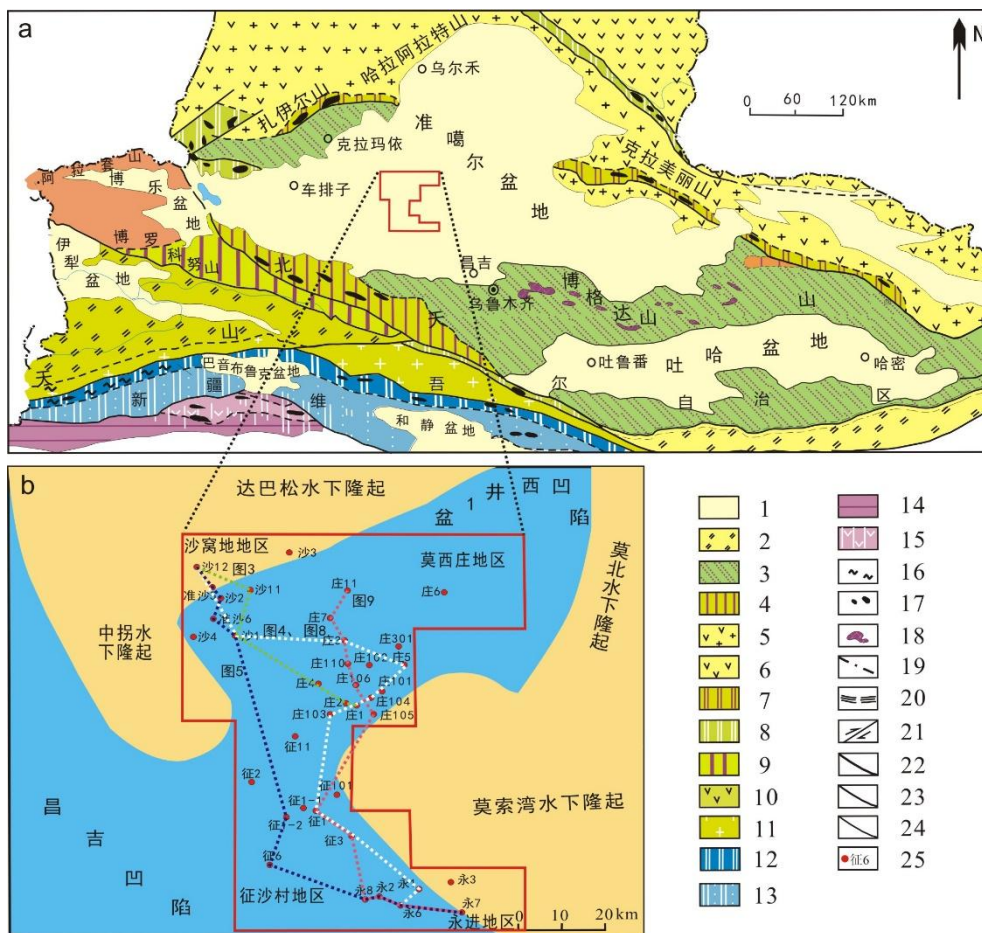 a
N
哈拉阿拉特山
扎伊尔山
乌尔禾
准噶尔盆地
0 60 120km
克拉玛依
克拉美丽山
阿拉套山
博乐盆地
车排子
博罗科努山
伊犁盆地
北天山
昌吉
乌鲁木齐
博格达山
吐鲁番
吐哈盆地
哈密
巴音布鲁克盆地
和静盆地
天山
新疆维吾尔自治区
b
达巴松水下隆起
盆1井西凹陷
沙窝地地区
莫西庄地区
莫北水下隆起
中拐水
下隆起
沙3
沙12
图3
沙11
沙2
沙6
沙4
沙1
图4、
图8
图5
庄11
图9
庄6
庄7
庄301
庄110
庄5
庄106
庄101
庄4
庄104
庄2
庄1
庄105
庄103
征11
征2
征101
征1-1
征1
征1-2
征3
征6
莫索湾水下隆起
昌吉凹陷
征沙村地区
永8
永2
永1
永3
永6
永7
永进地区
0 10 20km
1
2
3
4
5
6
7
8
9
10
11
12
13
14
15
16
17
18
19
20
21
22
23
24
征6 25